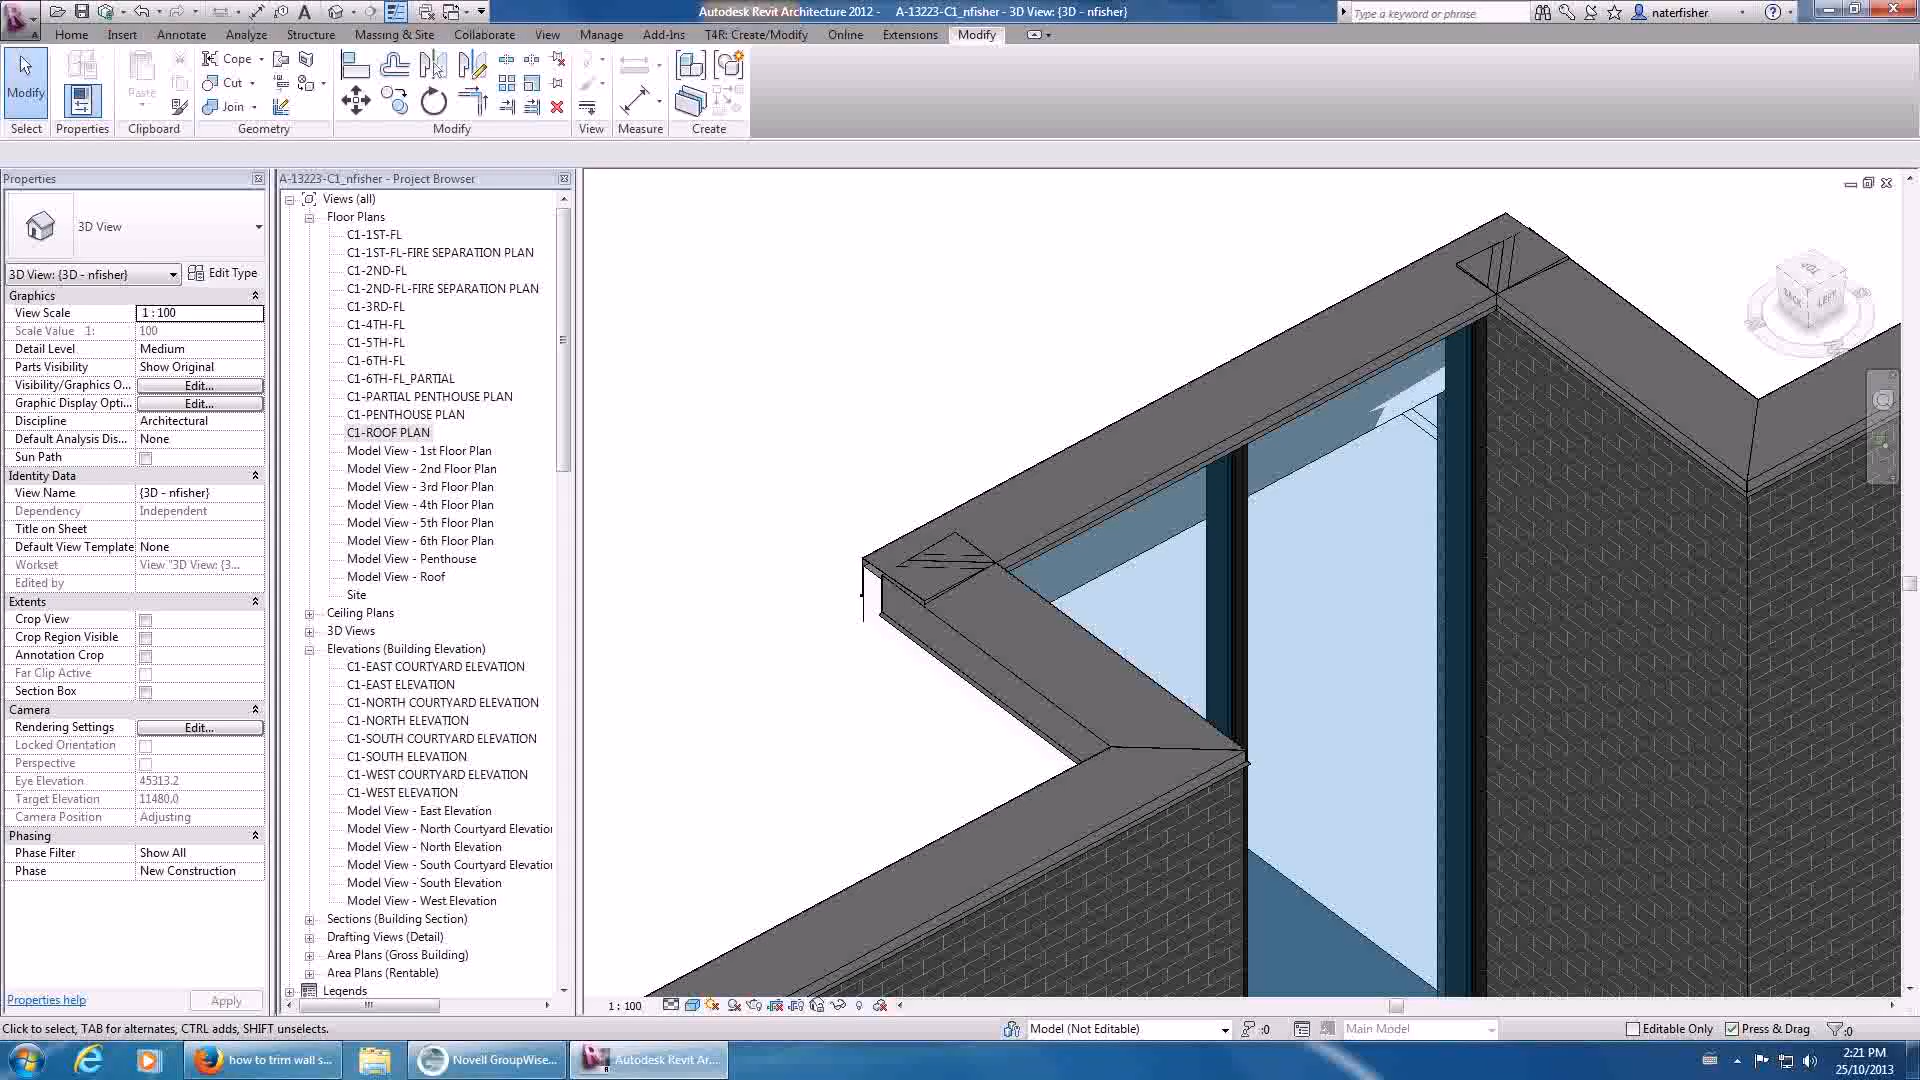 Autodesk Revit Architecture 2012 - A-13223-C1_nfisher - 3D View: {3D - nfisher}
Type a keyword or phrase
naterfisher
Home Insert Annotate Analyze Structure Massing & Site Collaborate View Manage Add-Ins T4R: Create/Modify Online Extensions Modify
Modify
Paste
Cope
Cut
Join
Select Properties Clipboard Geometry Modify View Measure Create
Properties
3D View
3D View: {3D - nfisher}
Edit Type
Graphics
View Scale 1 : 100
Scale Value 1: 100
Detail Level Medium
Parts Visibility Show Original
Visibility/Graphics O... Edit...
Graphic Display Opti... Edit...
Discipline Architectural
Default Analysis Dis... None
Sun Path
Identity Data
View Name {3D - nfisher}
Dependency Independent
Title on Sheet
Default View Template None
Workset View "3D View: {3...
Edited by
Extents
Crop View
Crop Region Visible
Annotation Crop
Far Clip Active
Section Box
Camera
Rendering Settings Edit...
Locked Orientation
Perspective
Eye Elevation 45313.2
Target Elevation 11480.0
Camera Position Adjusting
Phasing
Phase Filter Show All
Phase New Construction
Properties help
Apply
A-13223-C1_nfisher - Project Browser
Views (all)
Floor Plans
C1-1ST-FL
C1-1ST-FL-FIRE SEPARATION PLAN
C1-2ND-FL
C1-2ND-FL-FIRE SEPARATION PLAN
C1-3RD-FL
C1-4TH-FL
C1-5TH-FL
C1-6TH-FL
C1-6TH-FL_PARTIAL
C1-PARTIAL PENTHOUSE PLAN
C1-PENTHOUSE PLAN
C1-ROOF PLAN
Model View - 1st Floor Plan
Model View - 2nd Floor Plan
Model View - 3rd Floor Plan
Model View - 4th Floor Plan
Model View - 5th Floor Plan
Model View - 6th Floor Plan
Model View - Penthouse
Model View - Roof
Site
Ceiling Plans
3D Views
Elevations (Building Elevation)
C1-EAST COURTYARD ELEVATION
C1-EAST ELEVATION
C1-NORTH COURTYARD ELEVATION
C1-NORTH ELEVATION
C1-SOUTH COURTYARD ELEVATION
C1-SOUTH ELEVATION
C1-WEST COURTYARD ELEVATION
C1-WEST ELEVATION
Model View - East Elevation
Model View - North Courtyard Elevation
Model View - North Elevation
Model View - South Courtyard Elevation
Model View - South Elevation
Model View - West Elevation
Sections (Building Section)
Drafting Views (Detail)
Area Plans (Gross Building)
Area Plans (Rentable)
Legends
TOP
BACK LEFT
1 : 100
Click to select, TAB for alternates, CTRL adds, SHIFT unselects.
Model (Not Editable)
:0
Main Model
Editable Only
Press & Drag
:0
how to trim wall s...
Novell GroupWise...
Autodesk Revit Ar...
2:21 PM
25/10/2013